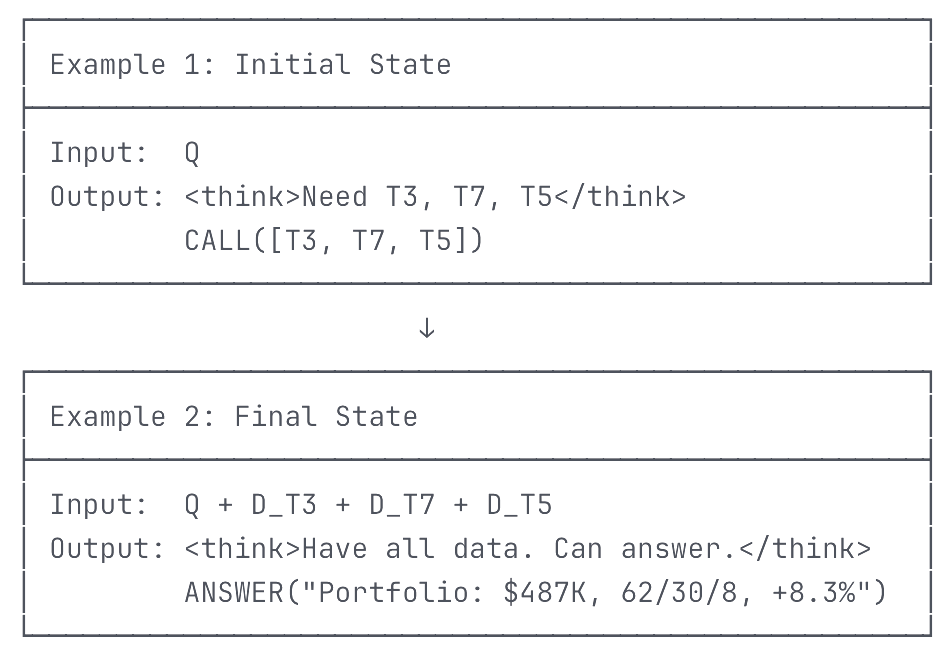 Example 1: Initial State
Input: Q
Output: <think>Need T3, T7, T5</think>
CALL([T3, T7, T5])
↓
Example 2: Final State
Input: Q + D_T3 + D_T7 + D_T5
Output: <think>Have all data. Can answer.</think>
ANSWER("Portfolio: $487K, 62/30/8, +8.3%")